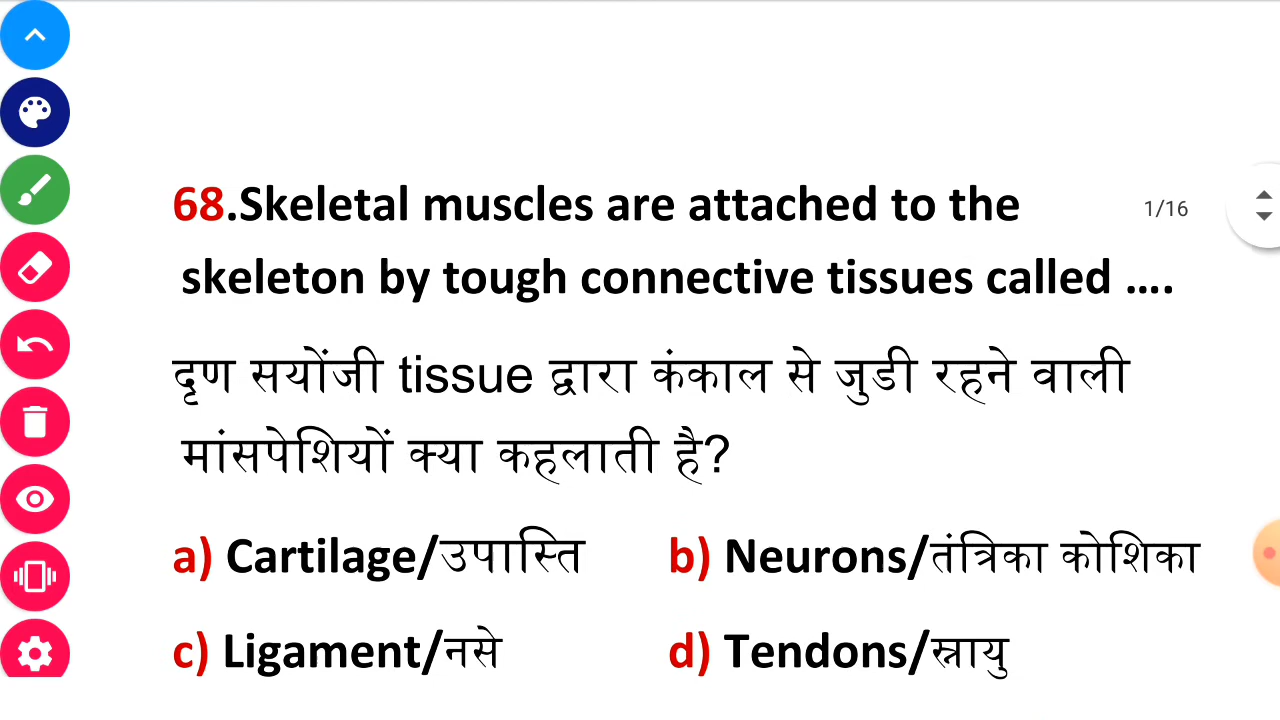 68.Skeletal muscles are attached to the
1/16
skeleton by tough connective tissues called ....
दृण सयोंजी tissue द्वारा कंकाल से जुडी रहने वाली
मांसपेशियों क्या कहलाती है?
a) Cartilage/उपास्ति b) Neurons/तंत्रिका कोशिका
c) Ligament/नसे d) Tendons/स्नायु